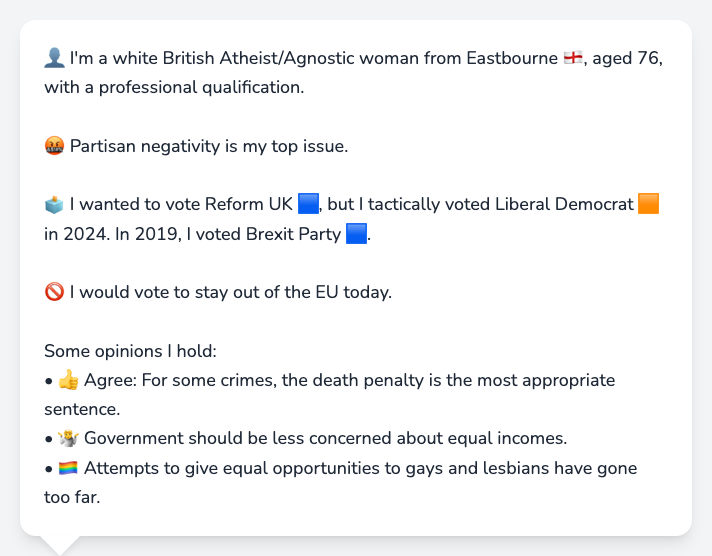 👤 I'm a white British Atheist/Agnostic woman from Eastbourne 🏴󠁧󠁢󠁥󠁮󠁧󠁿, aged 76,
with a professional qualification.
🤬 Partisan negativity is my top issue.
🗳️ I wanted to vote Reform UK 🟦, but I tactically voted Liberal Democrat 🟧
in 2024. In 2019, I voted Brexit Party 🟦.
🚫 I would vote to stay out of the EU today.
Some opinions I hold:
• 👍 Agree: For some crimes, the death penalty is the most appropriate
sentence.
• 🤷 Government should be less concerned about equal incomes.
• 🏳️‍🌈 Attempts to give equal opportunities to gays and lesbians have gone
too far.